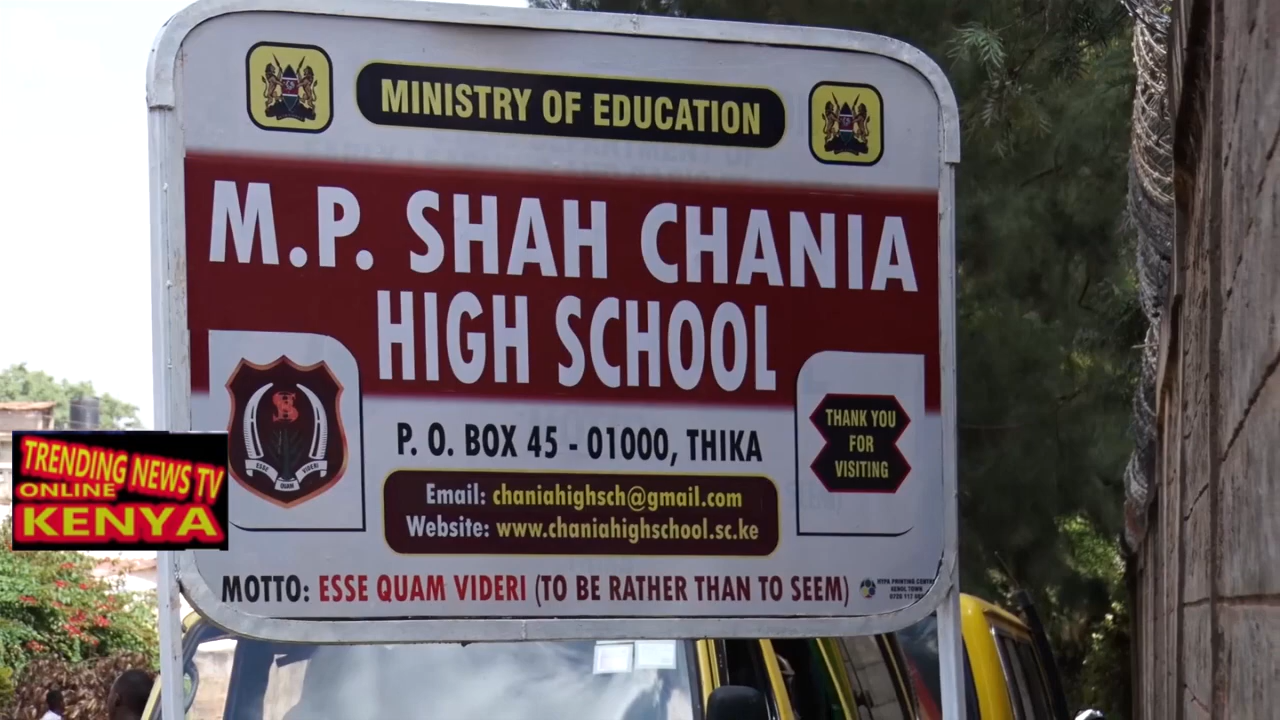 MINISTRY OF EDUCATION
M.P. SHAH CHANIA
HIGH SCHOOL
P. O. BOX 45 - 01000, THIKA
Email: chaniahighsch@gmail.com
Website: www.chaniahighschool.sc.ke
THANK YOU
FOR
VISITING
ESSE QUAM VIDERI
MOTTO: ESSE QUAM VIDERI (TO BE RATHER THAN TO SEEM)
TRENDING NEWS TV
ONLINE
KENYA